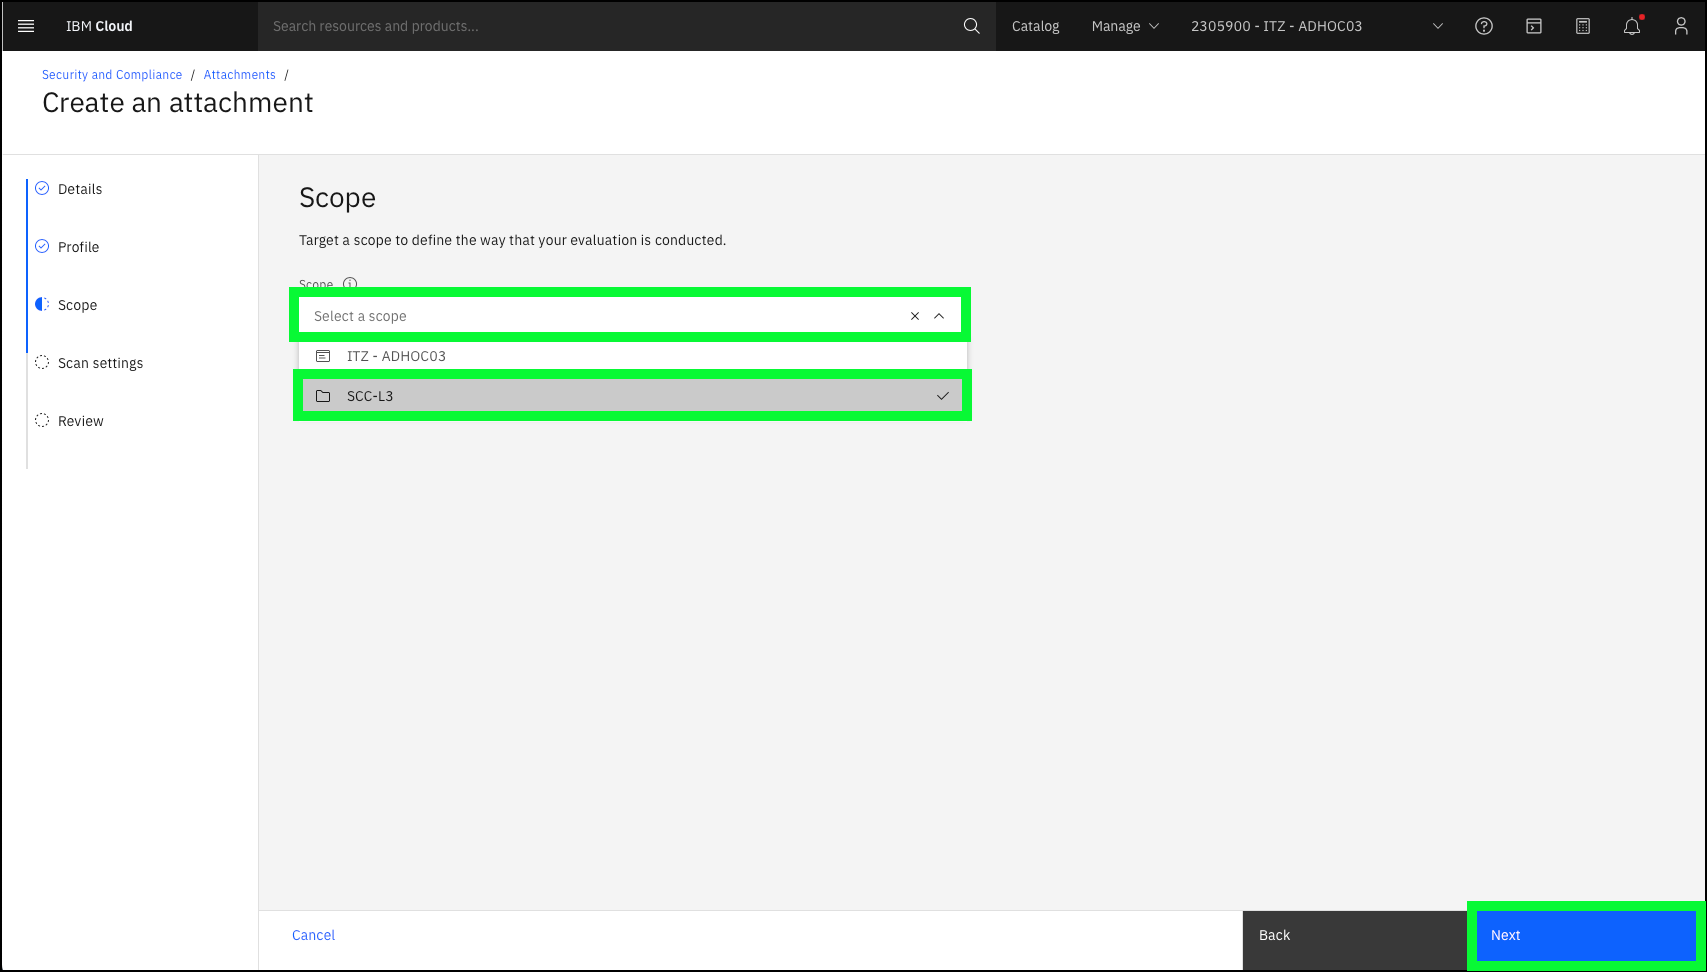 IBM Cloud
Search resources and products...
Catalog
Manage
2305900 - ITZ - ADHOC03
Security and Compliance / Attachments /
Create an attachment
Details
Profile
Scope
Scan settings
Review
Scope
Target a scope to define the way that your evaluation is conducted.
Scope
Select a scope
ITZ - ADHOC03
SCC-L3
Cancel
Back
Next